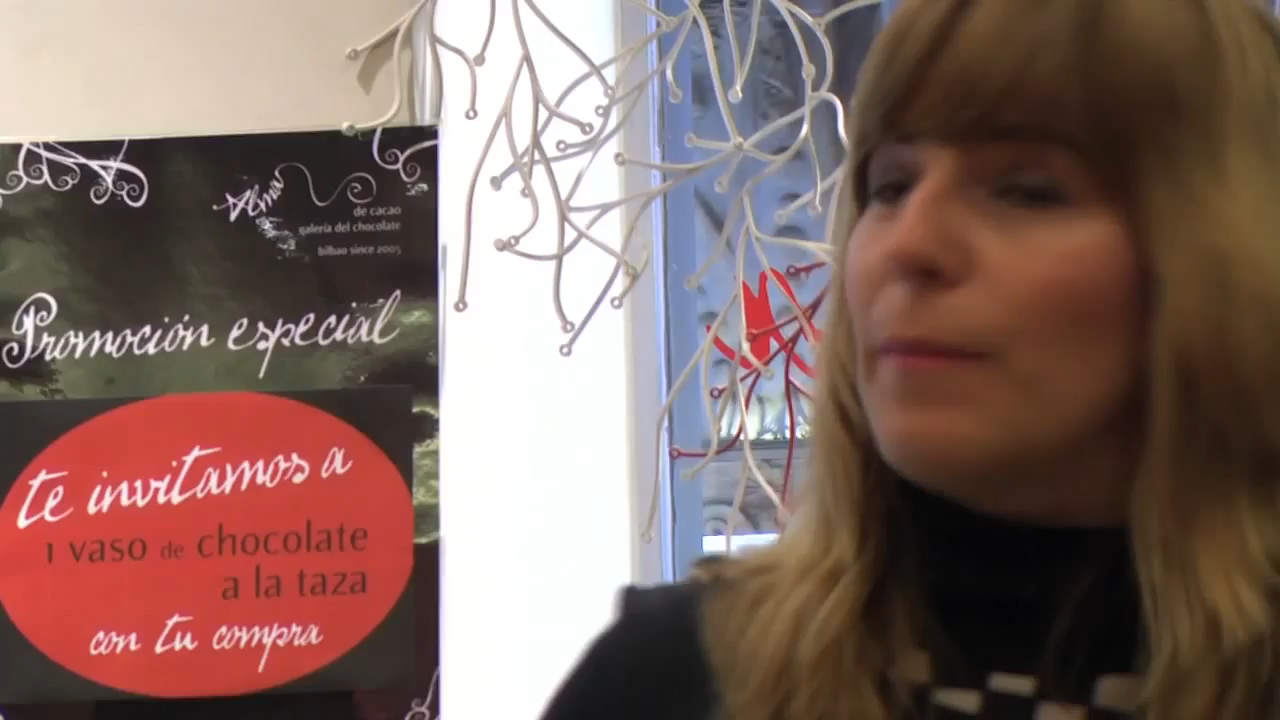 Alma
de cacao
galería del chocolate
bilbao since 2005
Promoción especial
te invitamos a
1 vaso de chocolate
a la taza
con tu compra